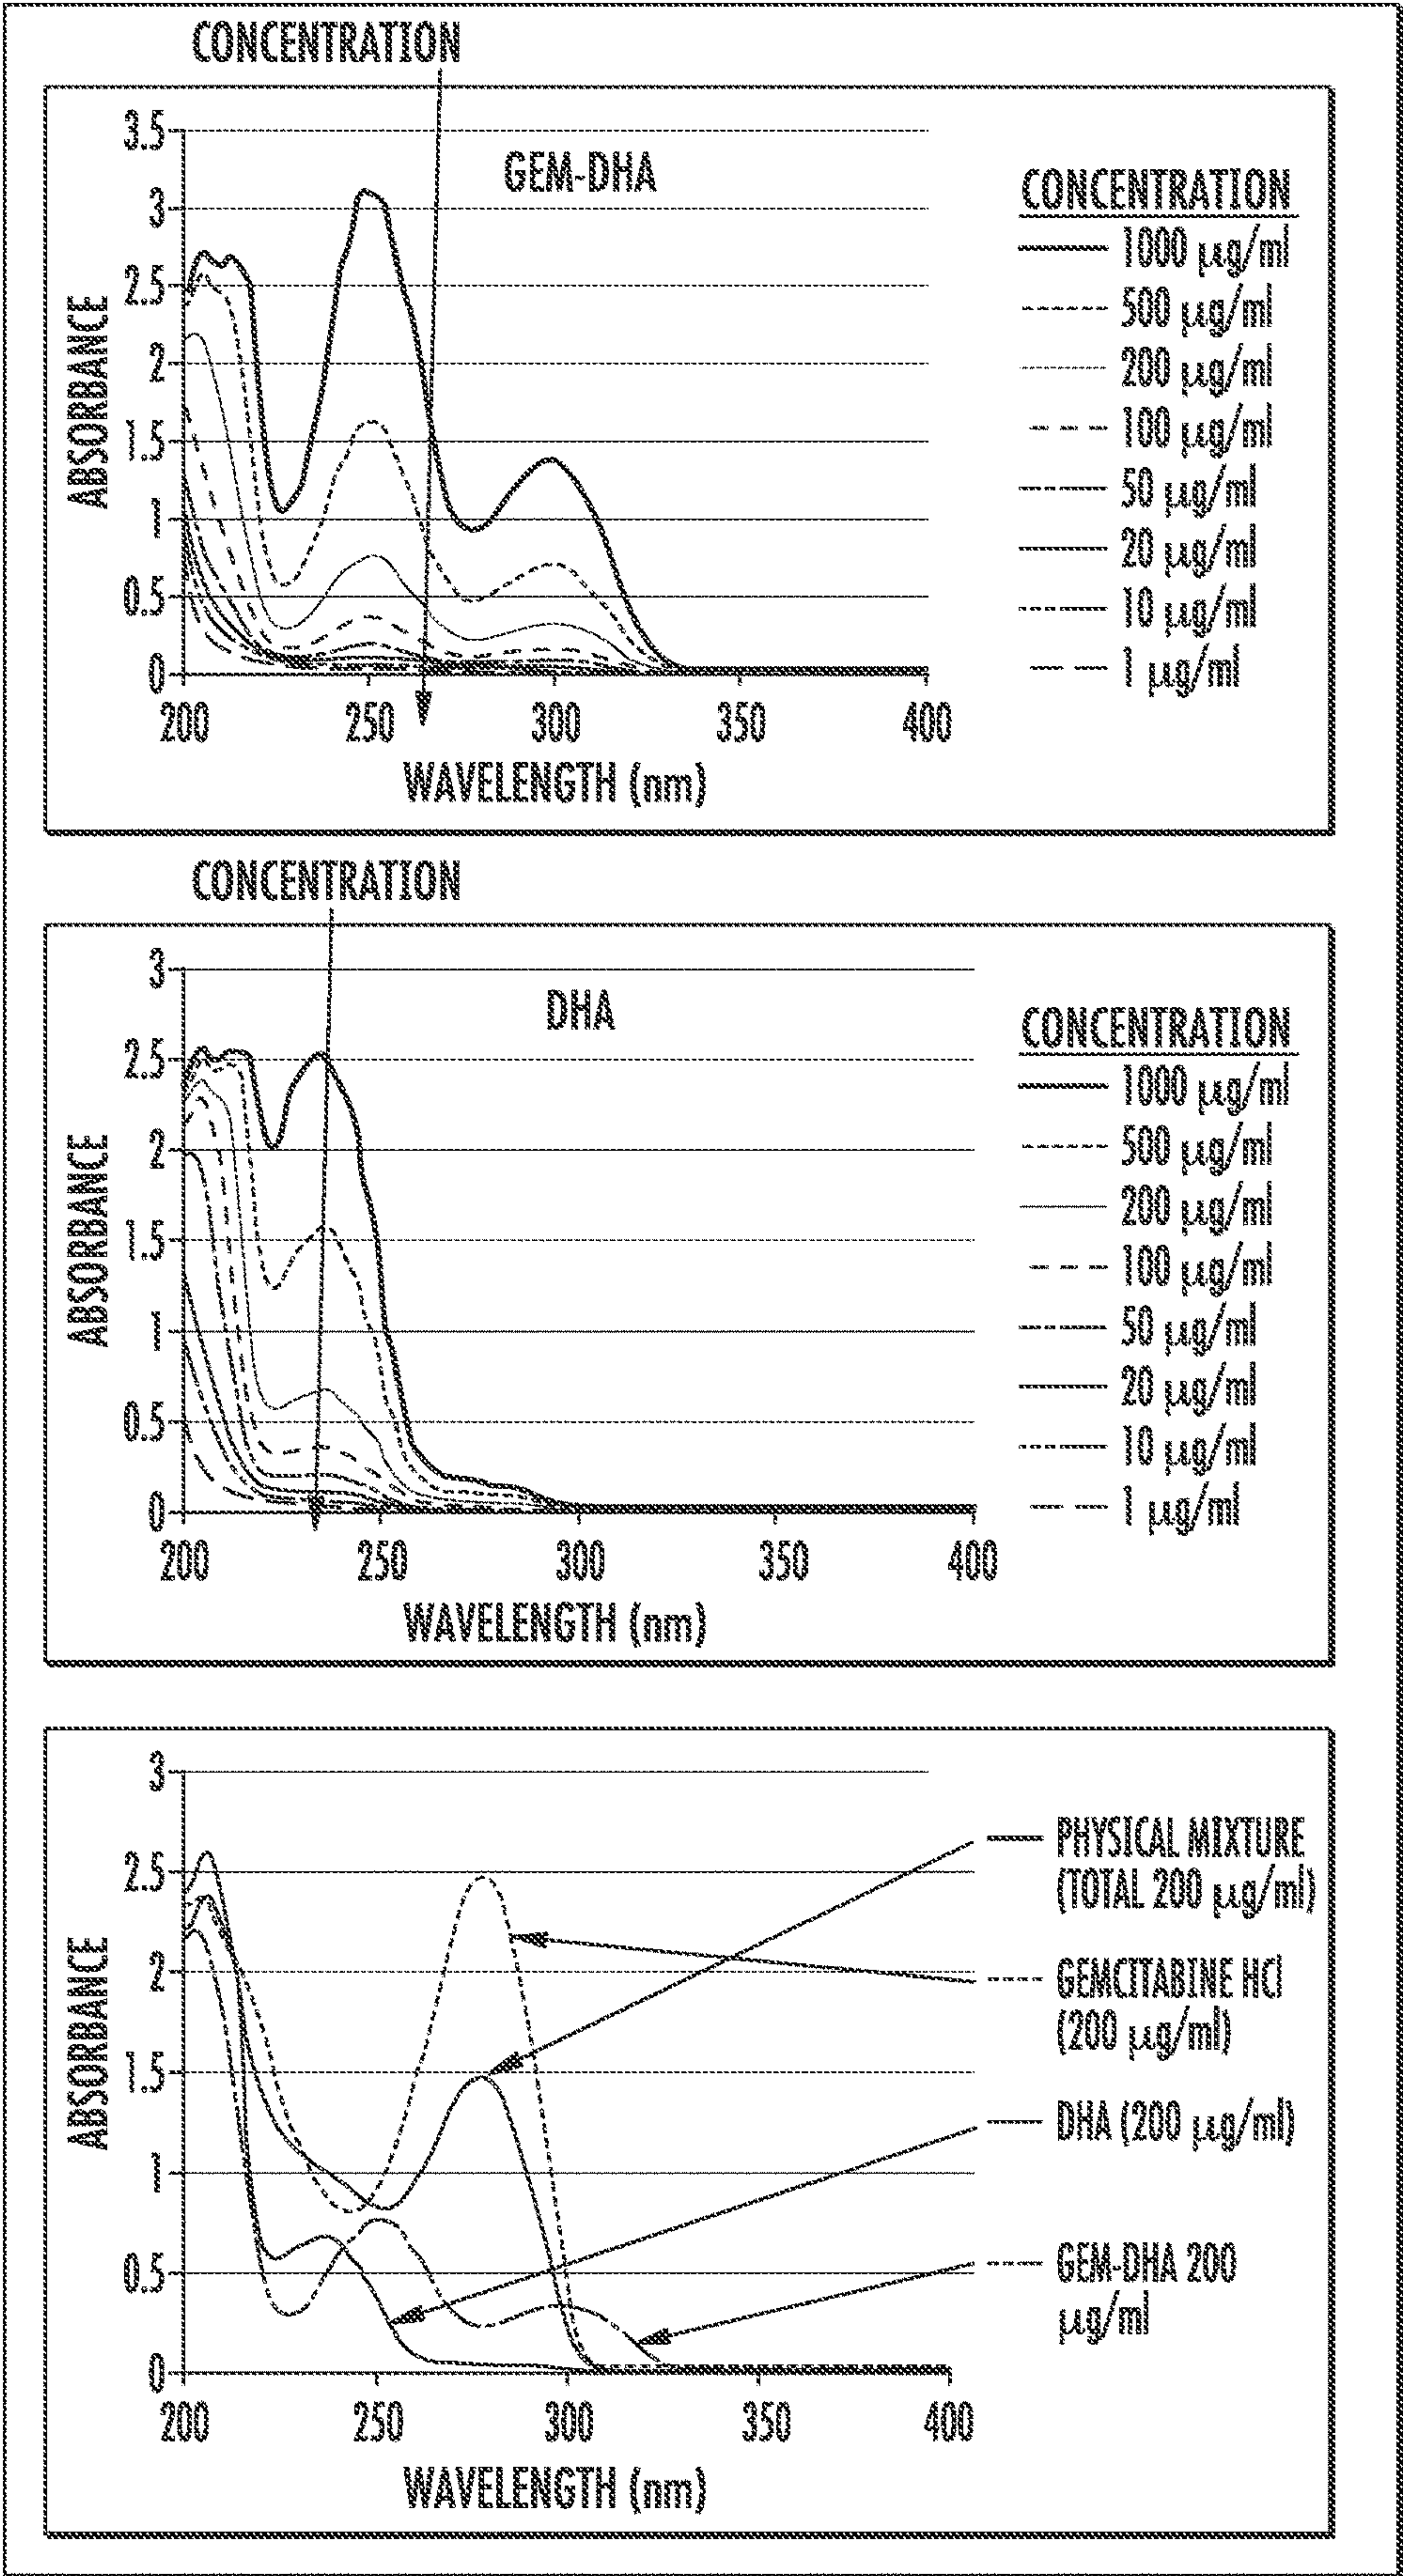 CONCENTRATION
3.5
3
2.5
2
1.5
1
0.5
0
ABSORBANCE
GEM-DHA
200 250 300 350 400
WAVELENGTH (nm)
CONCENTRATION
1000 µg/ml
500 µg/ml
200 µg/ml
100 µg/ml
50 µg/ml
20 µg/ml
10 µg/ml
1 µg/ml
CONCENTRATION
3
2.5
2
1.5
1
0.5
0
ABSORBANCE
DHA
200 250 300 350 400
WAVELENGTH (nm)
CONCENTRATION
1000 µg/ml
500 µg/ml
200 µg/ml
100 µg/ml
50 µg/ml
20 µg/ml
10 µg/ml
1 µg/ml
3
2.5
2
1.5
1
0.5
0
ABSORBANCE
200 250 300 350 400
WAVELENGTH (nm)
PHYSICAL MIXTURE
(TOTAL 200 µg/ml)
GEMCITABINE HCl
(200 µg/ml)
DHA (200 µg/ml)
GEM-DHA 200
µg/ml